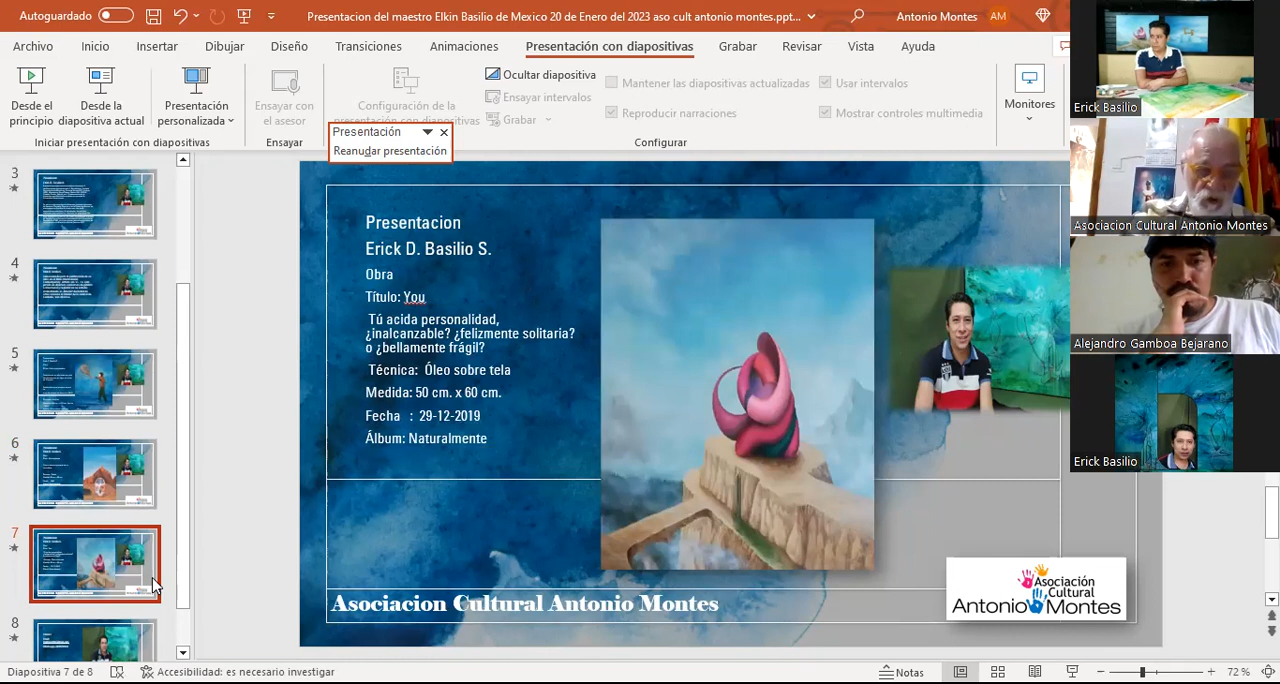 Autoguardado
Presentacion del maestro Elkin Basilio de Mexico 20 de Enero del 2023 aso cult antonio montes.ppt...
Antonio Montes
AM
Archivo
Inicio
Insertar
Dibujar
Diseño
Transiciones
Animaciones
Presentación con diapositivas
Grabar
Revisar
Vista
Ayuda
Desde el principio
Desde la diapositiva actual
Presentación personalizada
Ensayar con el asesor
Configuración de la presentación con diapositivas
Ocultar diapositiva
Ensayar intervalos
Grabar
Mantener las diapositivas actualizadas
Reproducir narraciones
Usar intervalos
Mostrar controles multimedia
Monitores
Iniciar presentación con diapositivas
Ensayar
Configurar
Presentación
Reanudar presentación
3
4
5
6
7
8
Presentacion
Erick D. Basilio S.
Obra
Título: You
Tú acida personalidad,
¿inalcanzable? ¿felizmente solitaria?
o ¿bellamente frágil?
Técnica: Óleo sobre tela
Medida: 50 cm. x 60 cm.
Fecha : 29-12-2019
Álbum: Naturalmente
Asociacion Cultural Antonio Montes
Asociación
Cultural
Antonio Montes
Erick Basilio
Asociacion Cultural Antonio Montes
Alejandro Gamboa Bejarano
Erick Basilio
Diapositiva 7 de 8
Accesibilidad: es necesario investigar
Notas
72 %